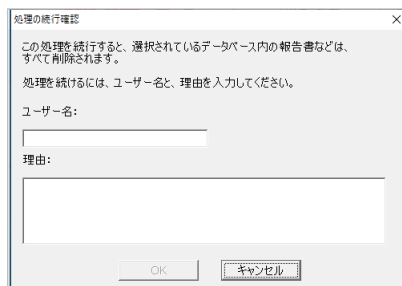 処理の続行確認
この処理を続行すると、選択されているデータベース内の報告書などは、
すべて削除されます。
処理を続けるには、ユーザー名と、理由を入力してください。
ユーザー名:
理由:
OK
キャンセル